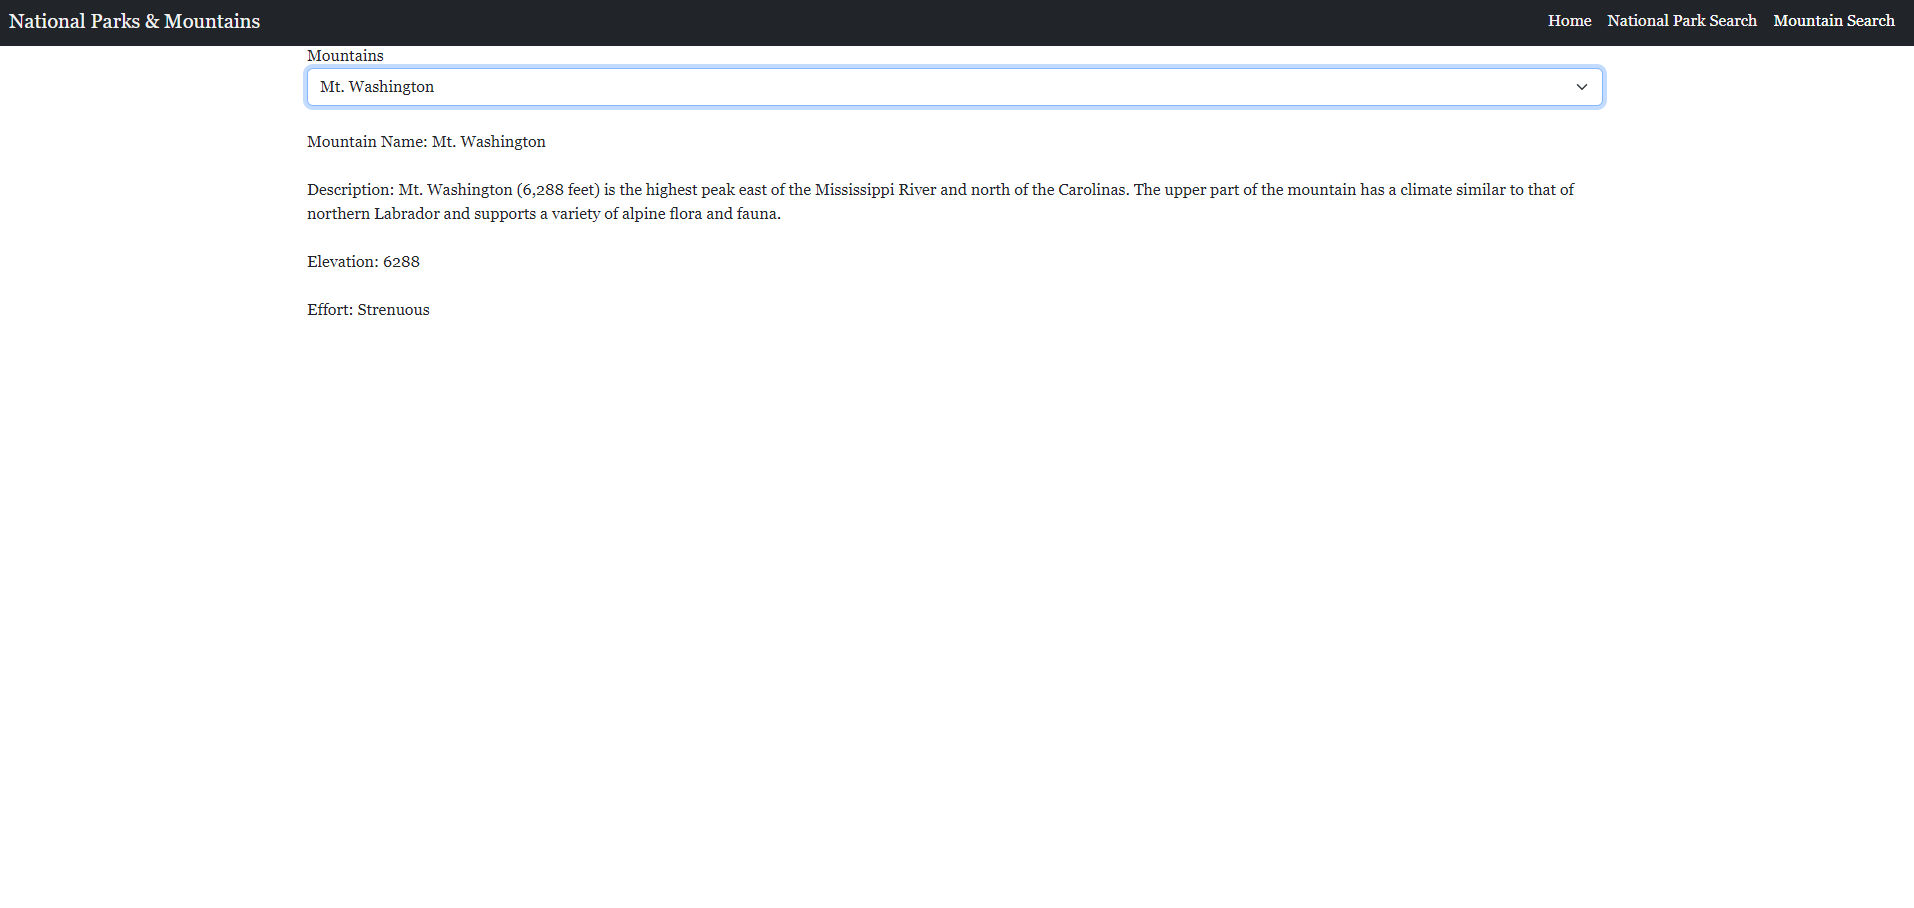 National Parks & Mountains
Home National Park Search Mountain Search
Mountains
Mt. Washington
Mountain Name: Mt. Washington
Description: Mt. Washington (6,288 feet) is the highest peak east of the Mississippi River and north of the Carolinas. The upper part of the mountain has a climate similar to that of
northern Labrador and supports a variety of alpine flora and fauna.
Elevation: 6288
Effort: Strenuous